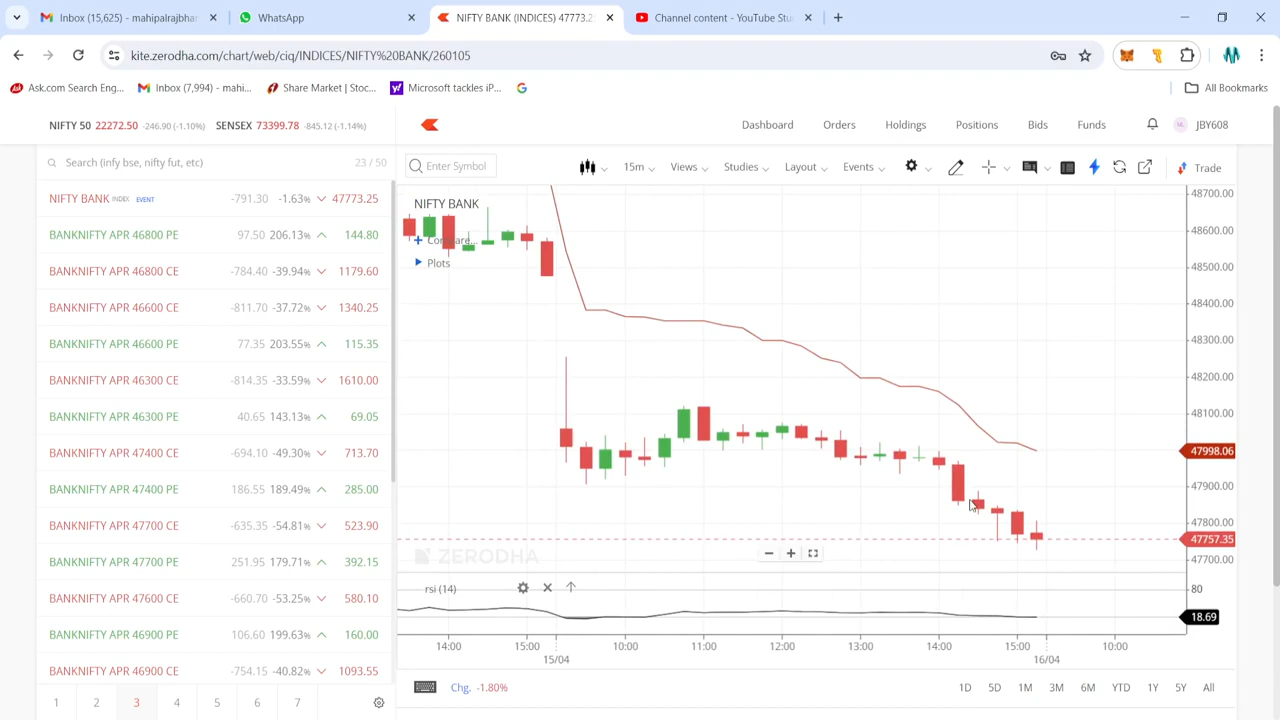 Inbox (15,625) - mahipalrajbhar
WhatsApp
NIFTY BANK (INDICES) 47773.2
Channel content - YouTube Stu
kite.zerodha.com/chart/web/ciq/INDICES/NIFTY%20BANK/260105
Ask.com Search Eng...
Inbox (7,994) - mahi...
Share Market | Stoc...
Microsoft tackles iP...
All Bookmarks
NIFTY 50 22272.50 -246.90 (-1.10%) SENSEX 73399.78 -845.12 (-1.14%)
Dashboard Orders Holdings Positions Bids Funds JBY608
Search (infy bse, nifty fut, etc) 23 / 50
Enter Symbol 15m Views Studies Layout Events Trade
NIFTY BANK INDEX EVENT -791.30 -1.63% 47773.25
BANKNIFTY APR 46800 PE 97.50 206.13% 144.80
BANKNIFTY APR 46800 CE -784.40 -39.94% 1179.60
BANKNIFTY APR 46600 CE -811.70 -37.72% 1340.25
BANKNIFTY APR 46600 PE 77.35 203.55% 115.35
BANKNIFTY APR 46300 CE -814.35 -33.59% 1610.00
BANKNIFTY APR 46300 PE 40.65 143.13% 69.05
BANKNIFTY APR 47400 CE -694.10 -49.30% 713.70
BANKNIFTY APR 47400 PE 186.55 189.49% 285.00
BANKNIFTY APR 47700 CE -635.35 -54.81% 523.90
BANKNIFTY APR 47700 PE 251.95 179.71% 392.15
BANKNIFTY APR 47600 CE -660.70 -53.25% 580.10
BANKNIFTY APR 46900 PE 106.60 199.63% 160.00
BANKNIFTY APR 46900 CE -754.15 -40.82% 1093.55
1 2 3 4 5 6 7
NIFTY BANK
Compare...
Plots
48700.00
48600.00
48500.00
48400.00
48300.00
48200.00
48100.00
47998.06
47900.00
47800.00
47757.35
47700.00
ZERODHA
rsi (14)
80
18.69
14:00 15:00 10:00 11:00 12:00 13:00 14:00 15:00 10:00
15/04 16/04
Chg. -1.80%
1D 5D 1M 3M 6M YTD 1Y 5Y All